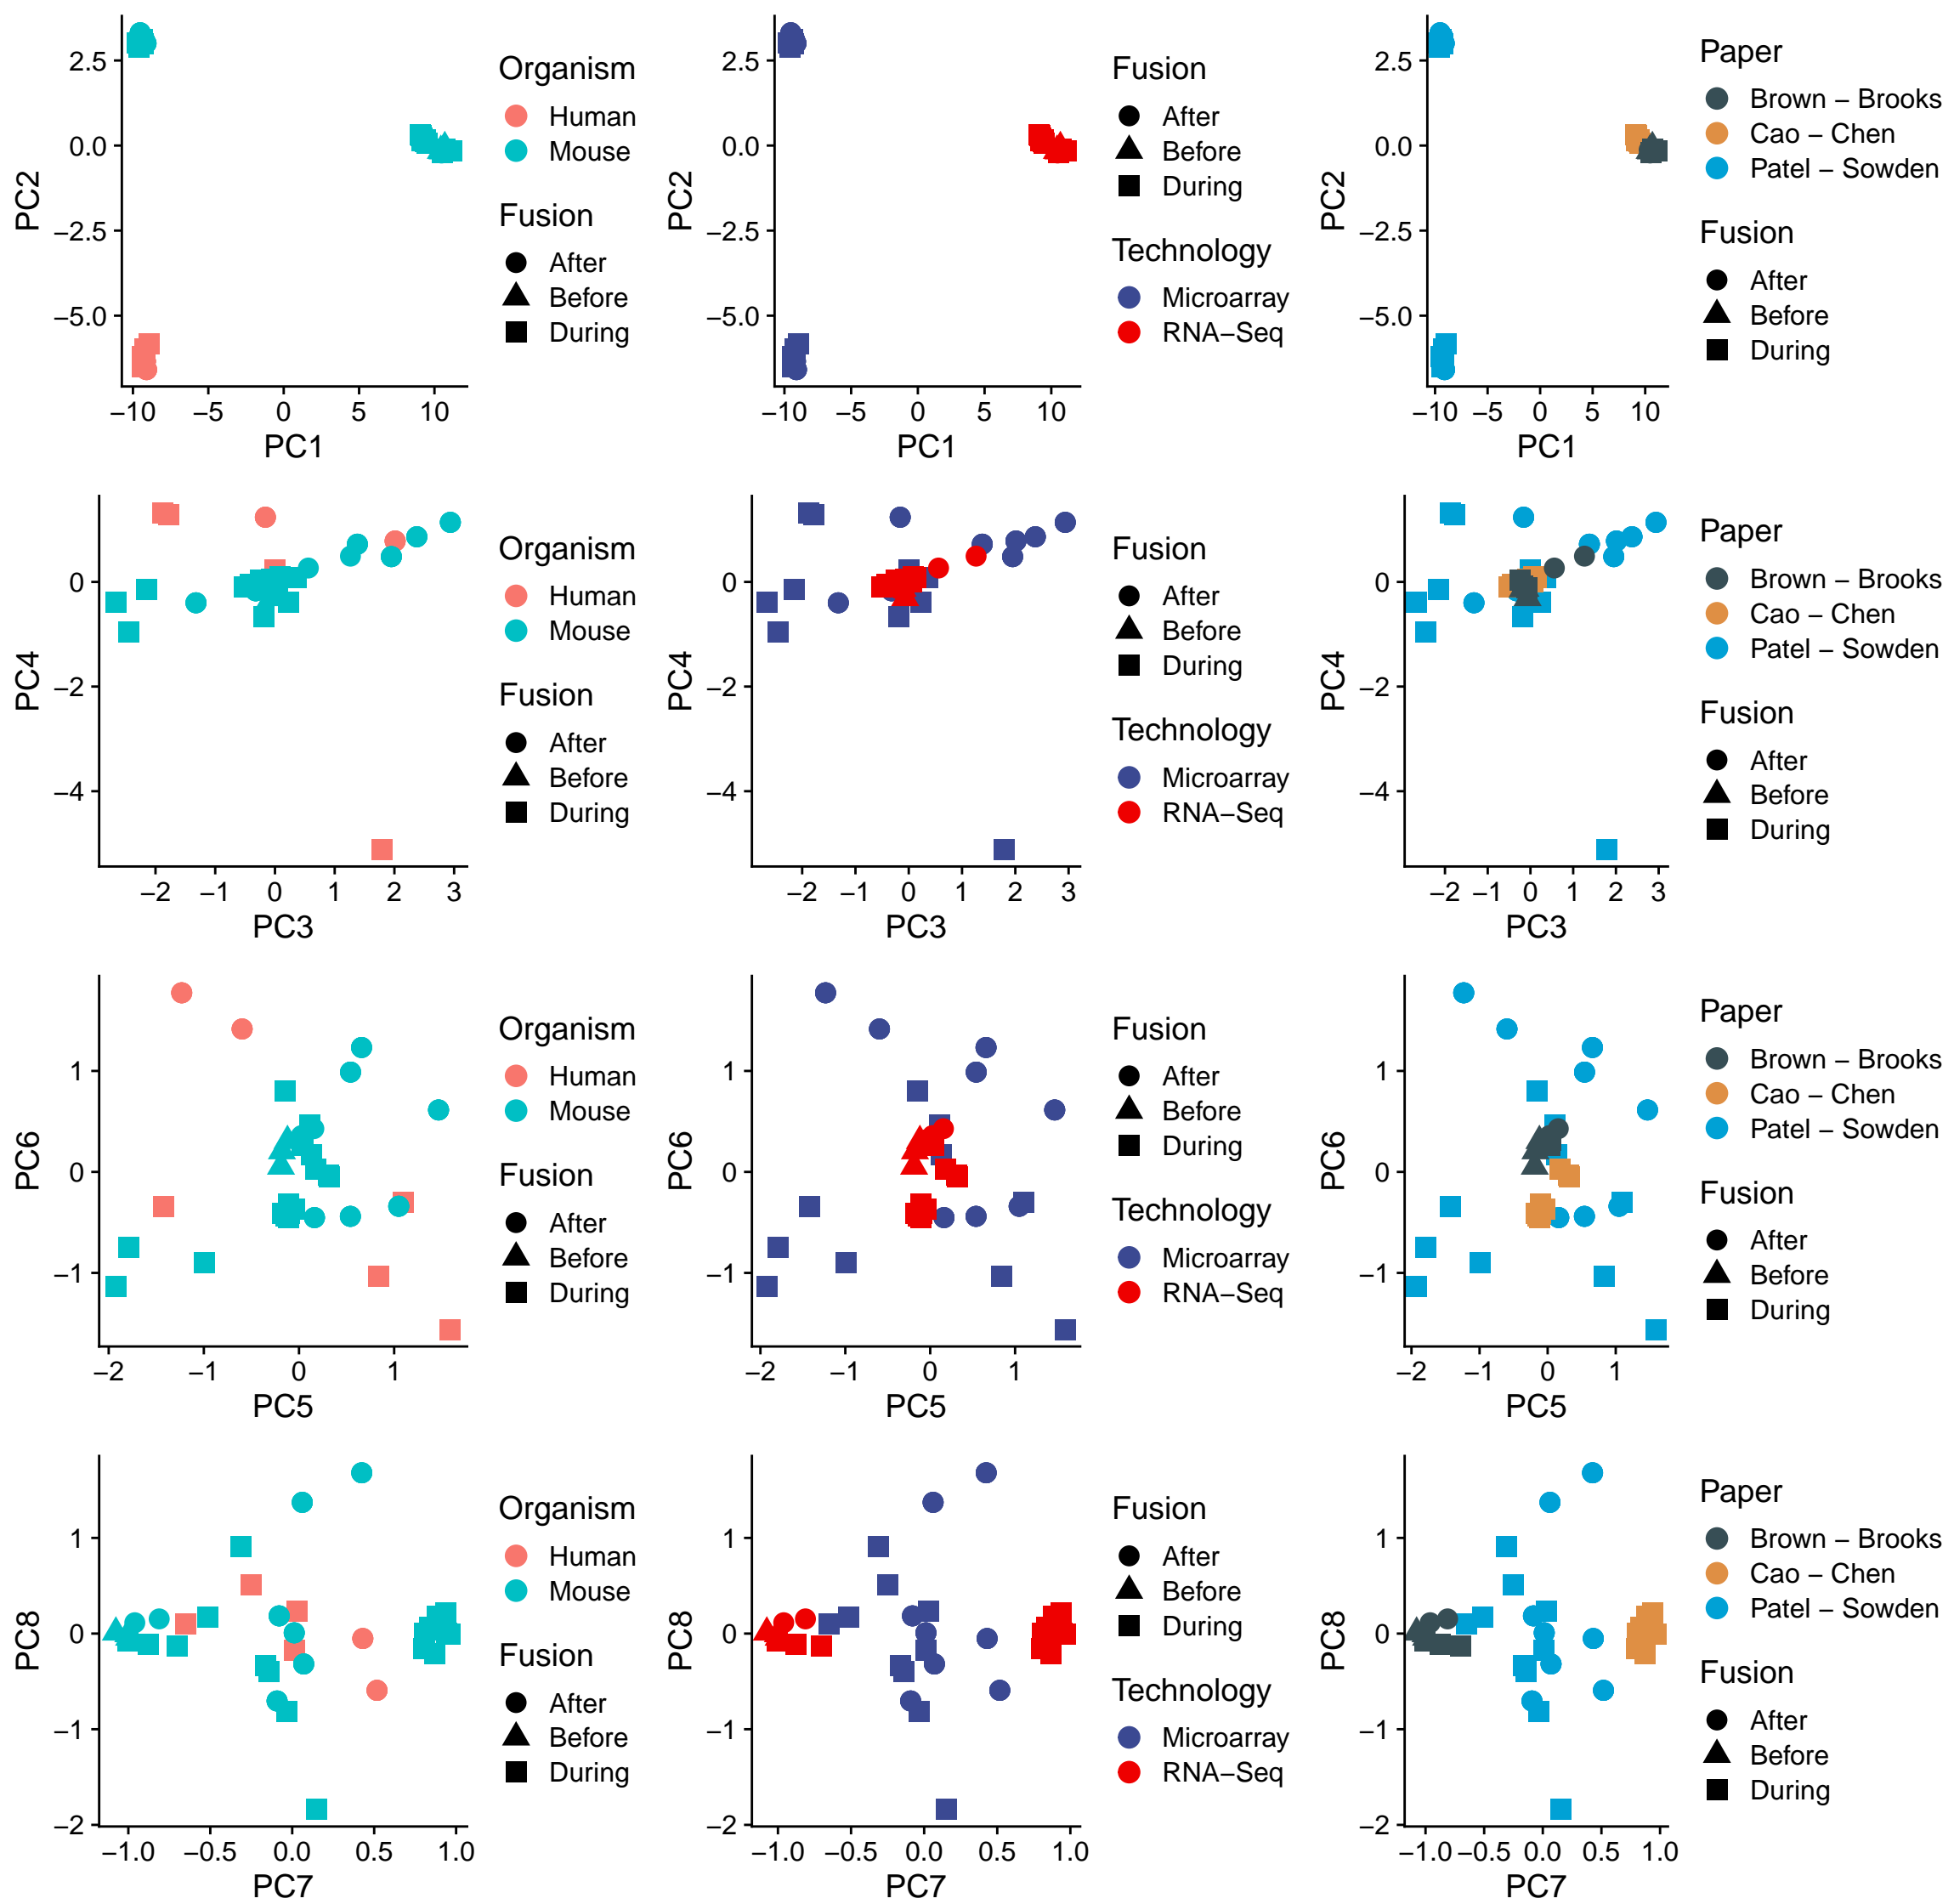 2.5
0.0
−2.5
−5.0
PC2
−10 −5 0 5 10
PC1
Organism
Human
Mouse
Fusion
After
Before
During
2.5
0.0
−2.5
−5.0
PC2
−10 −5 0 5 10
PC1
Fusion
After
Before
During
Technology
Microarray
RNA−Seq
2.5
0.0
−2.5
−5.0
PC2
−10 −5 0 5 10
PC1
Paper
Brown − Brooks
Cao − Chen
Patel − Sowden
Fusion
After
Before
During
0
−2
−4
PC4
−2 −1 0 1 2 3
PC3
Organism
Human
Mouse
Fusion
After
Before
During
0
−2
−4
PC4
−2 −1 0 1 2 3
PC3
Fusion
After
Before
During
Technology
Microarray
RNA−Seq
0
−2
−4
PC4
−2 −1 0 1 2 3
PC3
Paper
Brown − Brooks
Cao − Chen
Patel − Sowden
Fusion
After
Before
During
1
0
−1
PC6
−2 −1 0 1
PC5
Organism
Human
Mouse
Fusion
After
Before
During
1
0
−1
PC6
−2 −1 0 1
PC5
Fusion
After
Before
During
Technology
Microarray
RNA−Seq
1
0
−1
PC6
−2 −1 0 1
PC5
Paper
Brown − Brooks
Cao − Chen
Patel − Sowden
Fusion
After
Before
During
1
0
−1
−2
PC8
−1.0 −0.5 0.0 0.5 1.0
PC7
Organism
Human
Mouse
Fusion
After
Before
During
1
0
−1
−2
PC8
−1.0 −0.5 0.0 0.5 1.0
PC7
Fusion
After
Before
During
Technology
Microarray
RNA−Seq
1
0
−1
−2
PC8
−1.0 −0.5 0.0 0.5 1.0
PC7
Paper
Brown − Brooks
Cao − Chen
Patel − Sowden
Fusion
After
Before
During